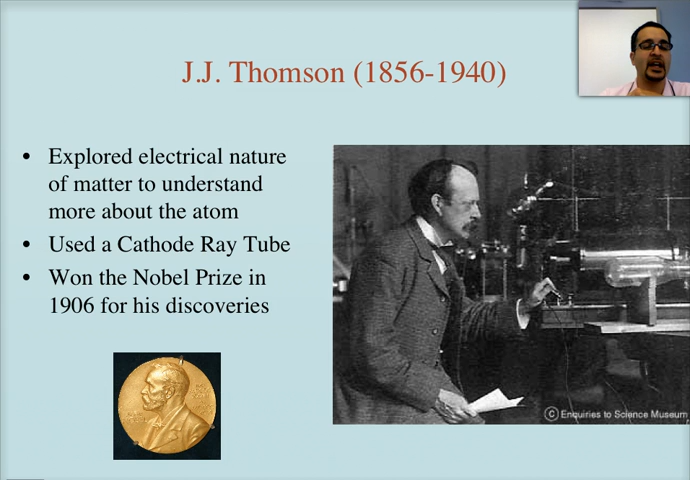 J.J. Thomson (1856-1940)
• Explored electrical nature
of matter to understand
more about the atom
• Used a Cathode Ray Tube
• Won the Nobel Prize in
1906 for his discoveries
© Enquiries to Science Museum